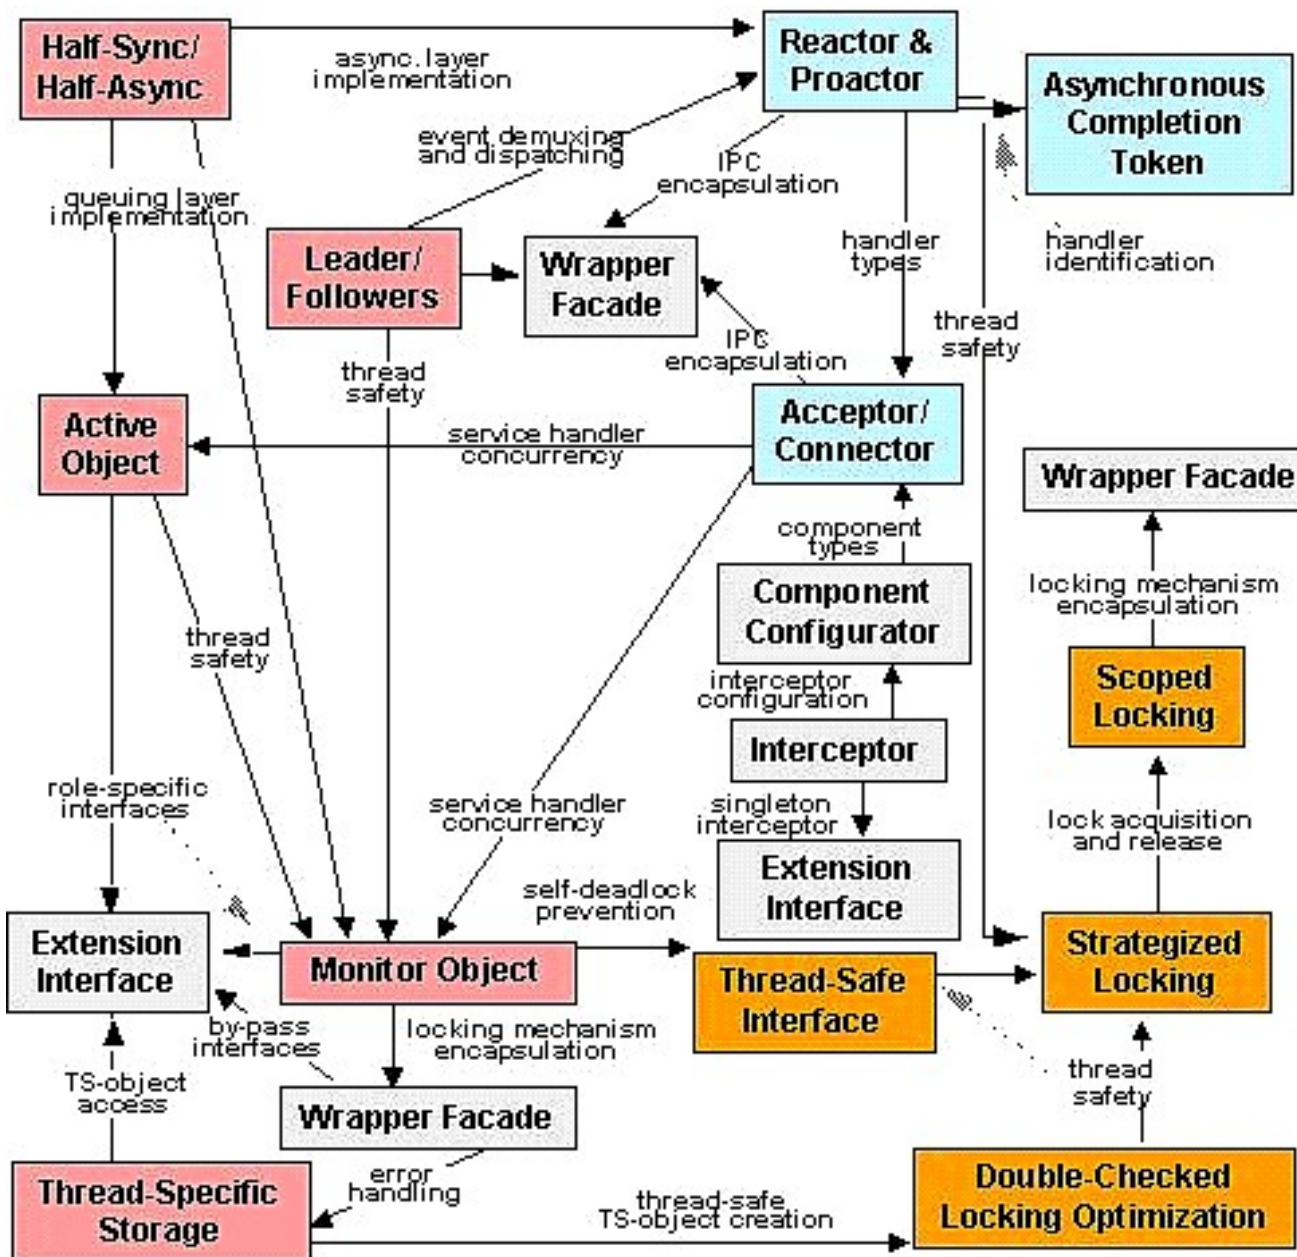 Half-Sync/
Half-Async
async. layer
implementation
Reactor &
Proactor
Asynchronous
Completion
Token
event demuxing
and dispatching
IPC
encapsulation
queuing layer
implementation
Leader/
Followers
Wrapper
Facade
handler
types
handler
identification
thread
safety
IPC
encapsulation
thread
safety
Active
Object
service handler
concurrency
Acceptor/
Connector
Wrapper Facade
component
types
Component
Configurator
locking mechanism
encapsulation
thread
safety
interceptor
configuration
Scoped
Locking
Interceptor
role-specific
interfaces
service handler
concurrency
singleton
interceptor
lock acquisition
and release
Extension
Interface
self-deadlock
prevention
Extension
Interface
Monitor Object
Thread-Safe
Interface
Strategized
Locking
by-pass
interfaces
locking mechanism
encapsulation
TS-object
access
Wrapper Facade
thread
safety
error
handling
Thread-Specific
Storage
thread-safe
TS-object creation
Double-Checked
Locking Optimization